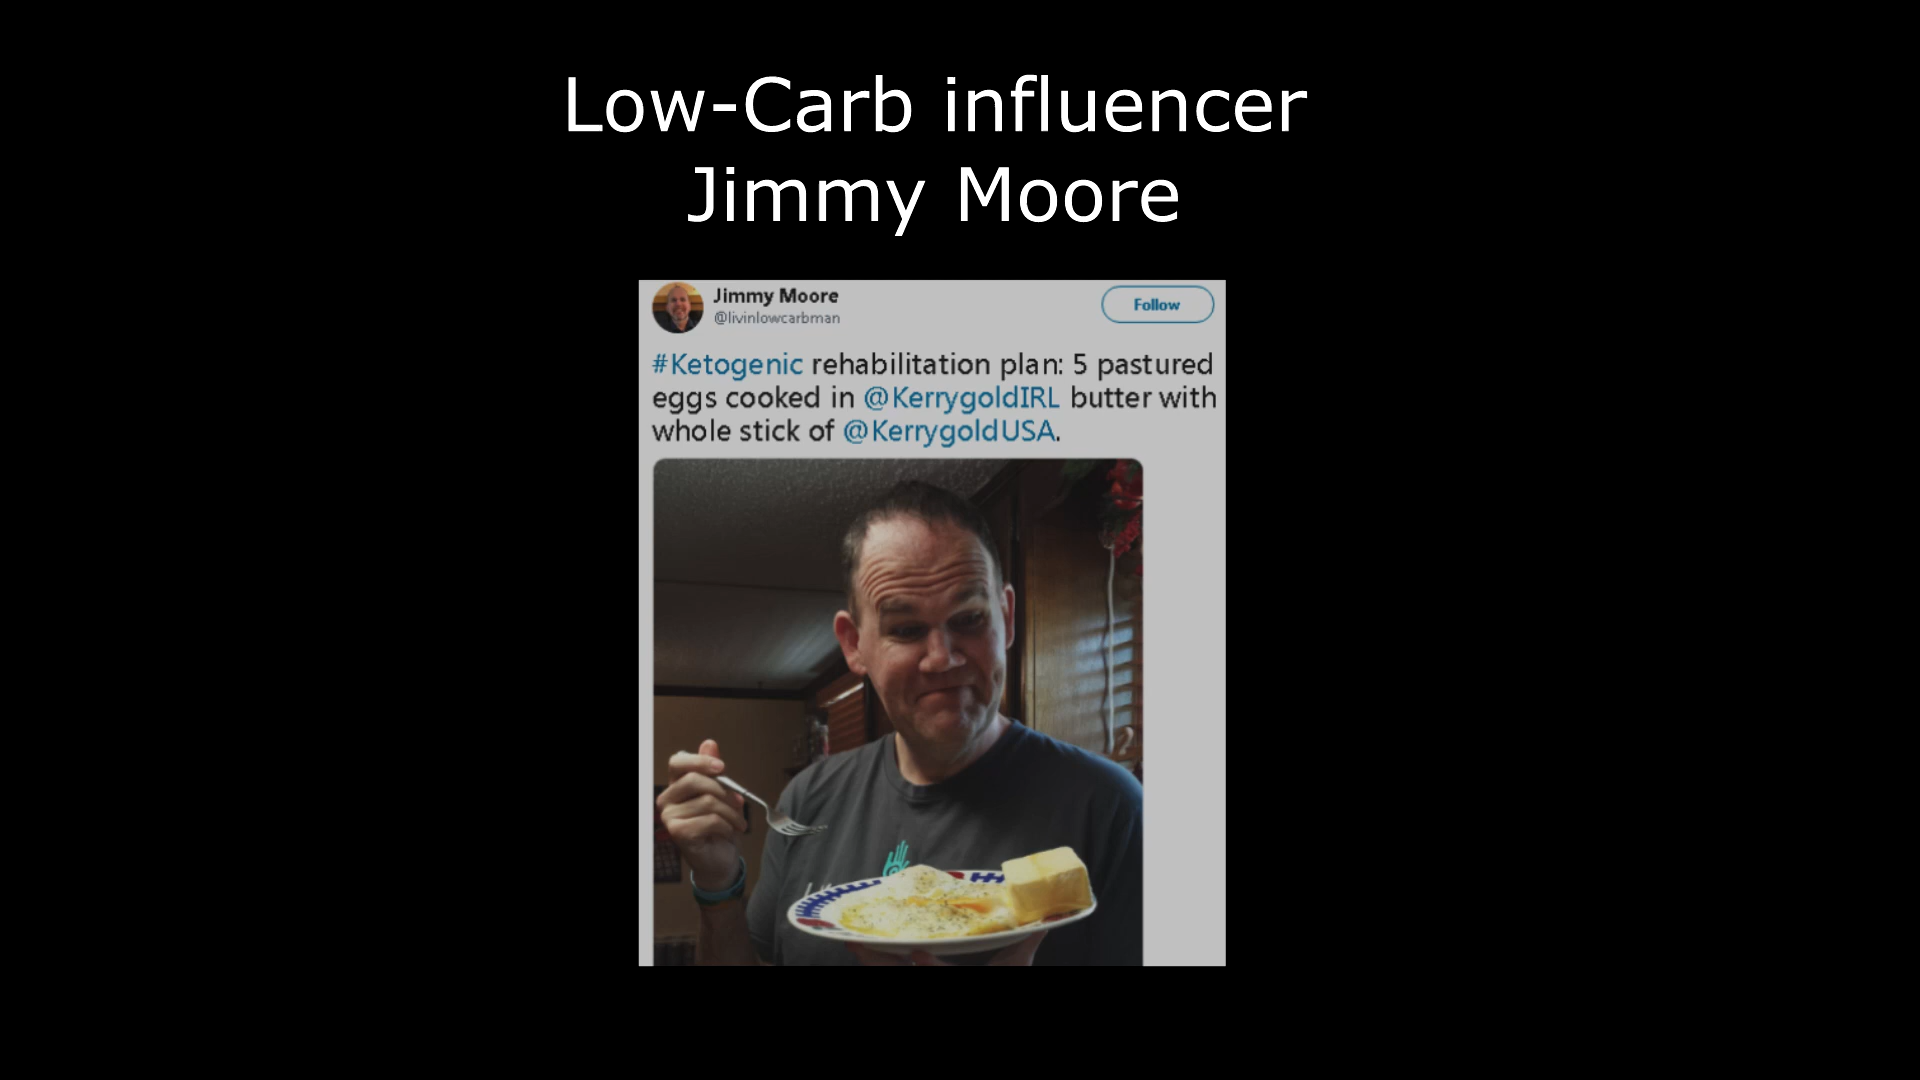 Low-Carb influencer
Jimmy Moore
Jimmy Moore
Follow
@livinlowcarbman
#Ketogenic rehabilitation plan: 5 pastured
eggs cooked in @KerrygoldIRL butter with
whole stick of @KerrygoldUSA.